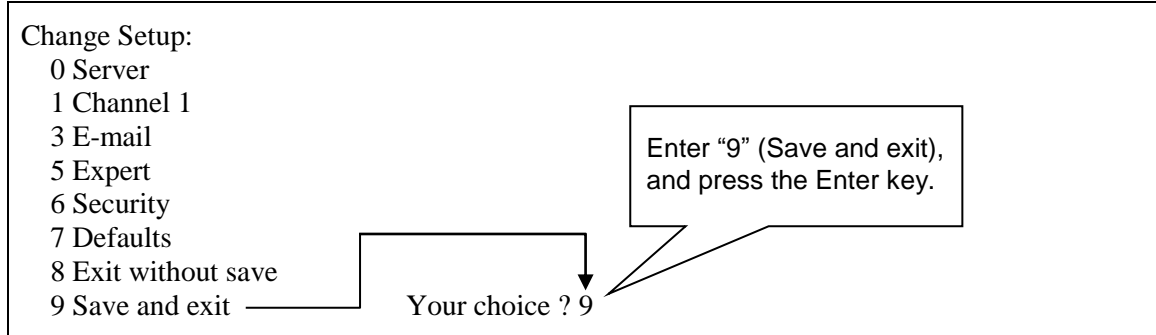 Change Setup:
0 Server
1 Channel 1
3 E-mail
5 Expert
6 Security
7 Defaults
8 Exit without save
9 Save and exit
Your choice ? 9
Enter “9” (Save and exit),
and press the Enter key.